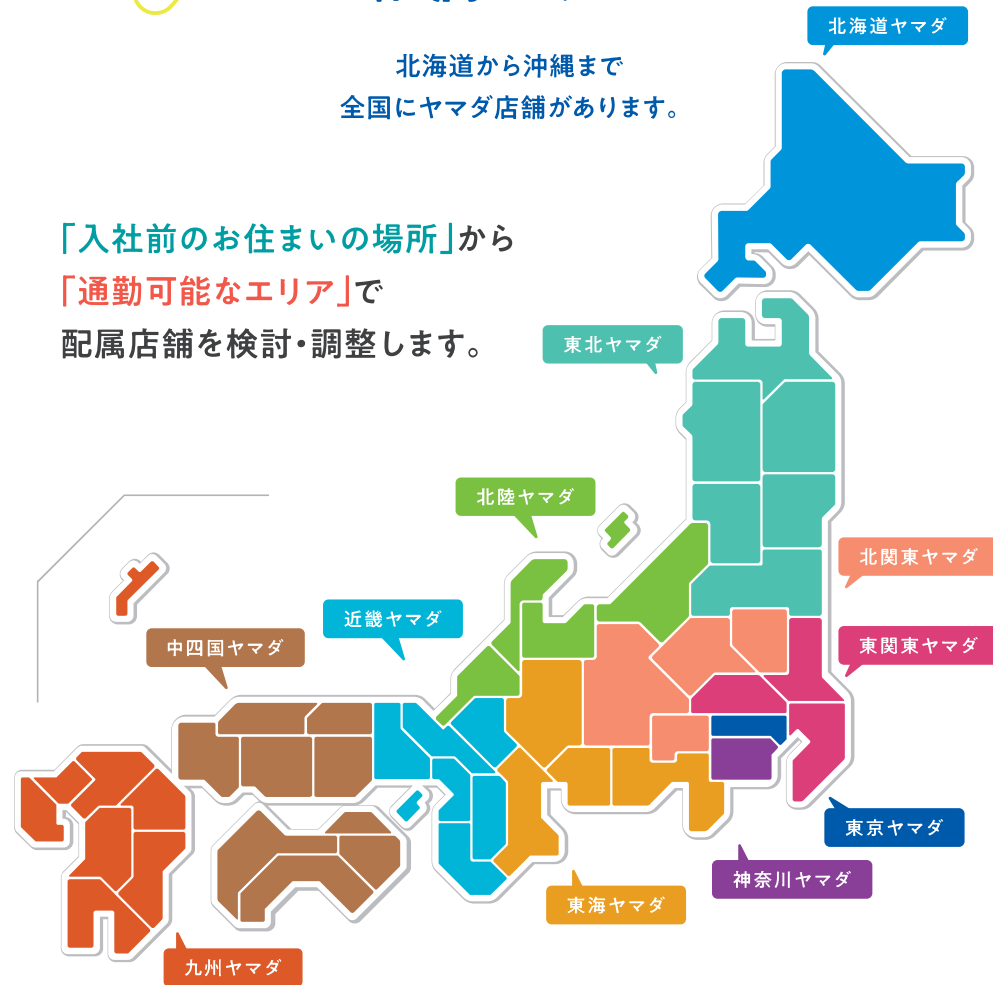 北海道ヤマダ
北海道から沖縄まで
全国にヤマダ店舗があります。
「入社前のお住まいの場所」から
「通勤可能なエリア」で
配属店舗を検討・調整します。
東北ヤマダ
北陸ヤマダ
北関東ヤマダ
近畿ヤマダ
中四国ヤマダ
東関東ヤマダ
東京ヤマダ
神奈川ヤマダ
東海ヤマダ
九州ヤマダ